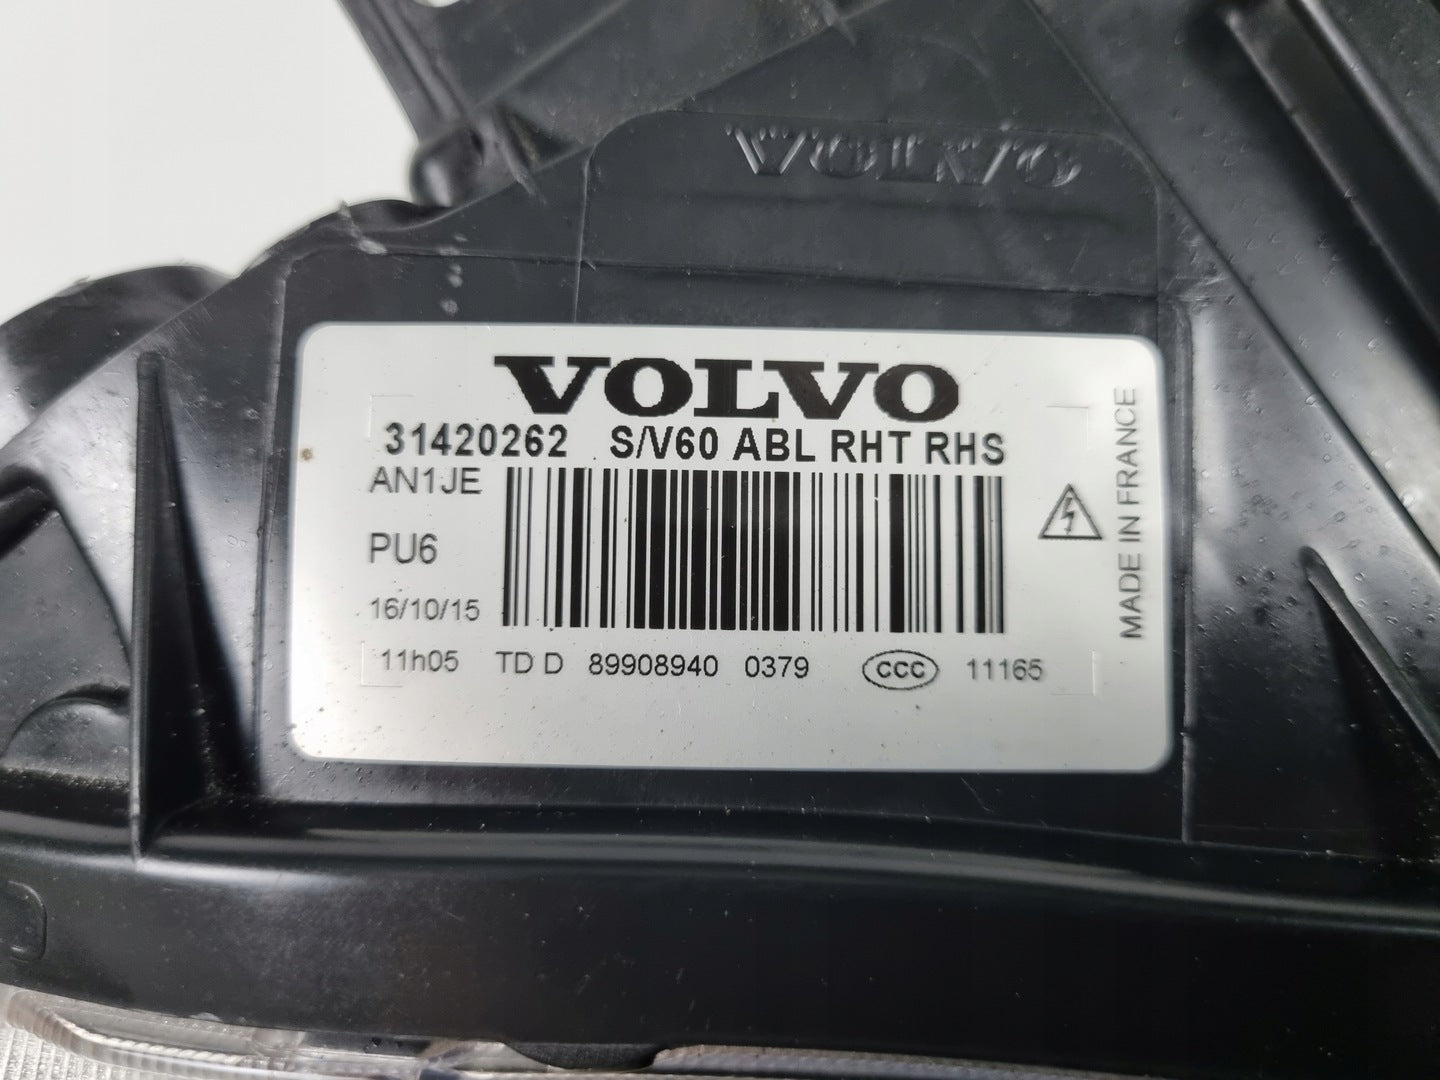 VOLVO
VOLVO
31420262 S/V60 ABL RHT RHS
AN1JE
PU6
16/10/15
11h05 TD D 89908940 0379 CCC 11165
MADE IN FRANCE